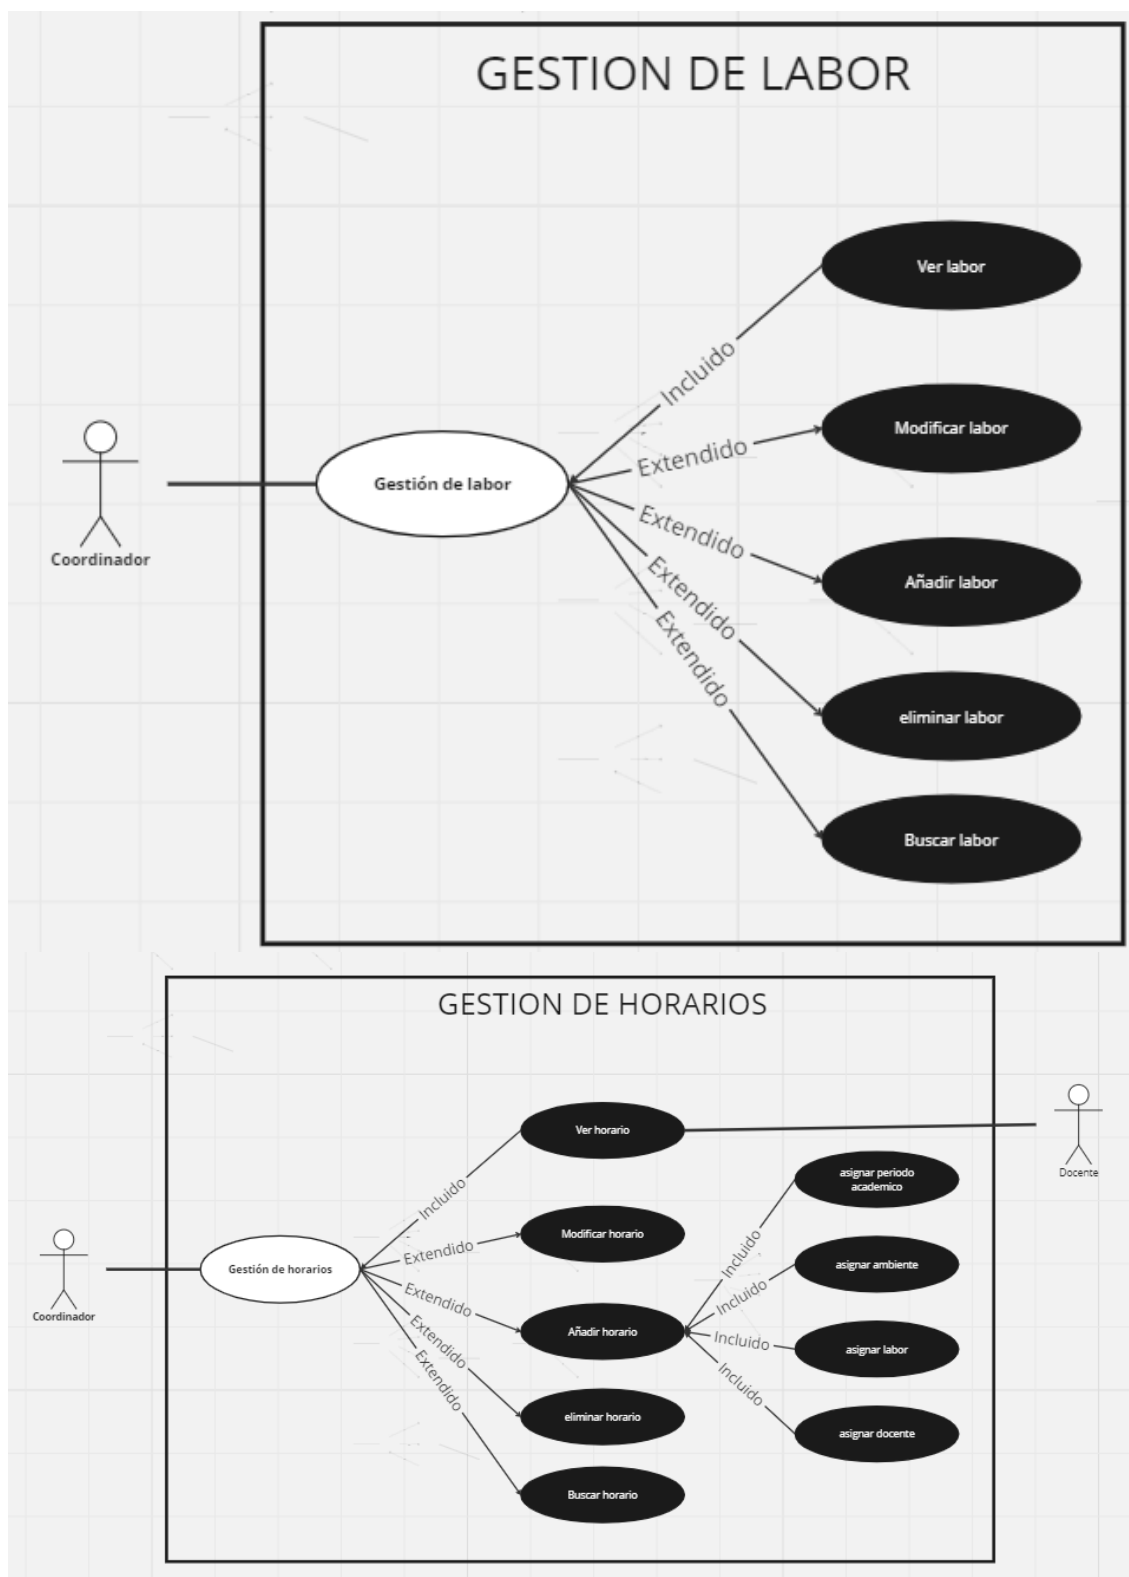 GESTION DE LABOR
Ver labor
Incluido
Modificar labor
Extendido
Gestión de labor
Extendido
Coordinador
Añadir labor
Extendido
Extendido
eliminar labor
Buscar labor
GESTION DE HORARIOS
Ver horario
Docente
asignar periodo
academico
Incluido
Modificar horario
Extendido
Incluido
asignar ambiente
Gestión de horarios
Incluido
Coordinador
Extendido
Añadir horario
Incluido
asignar labor
Extendido
Extendido
Incluido
eliminar horario
asignar docente
Buscar horario